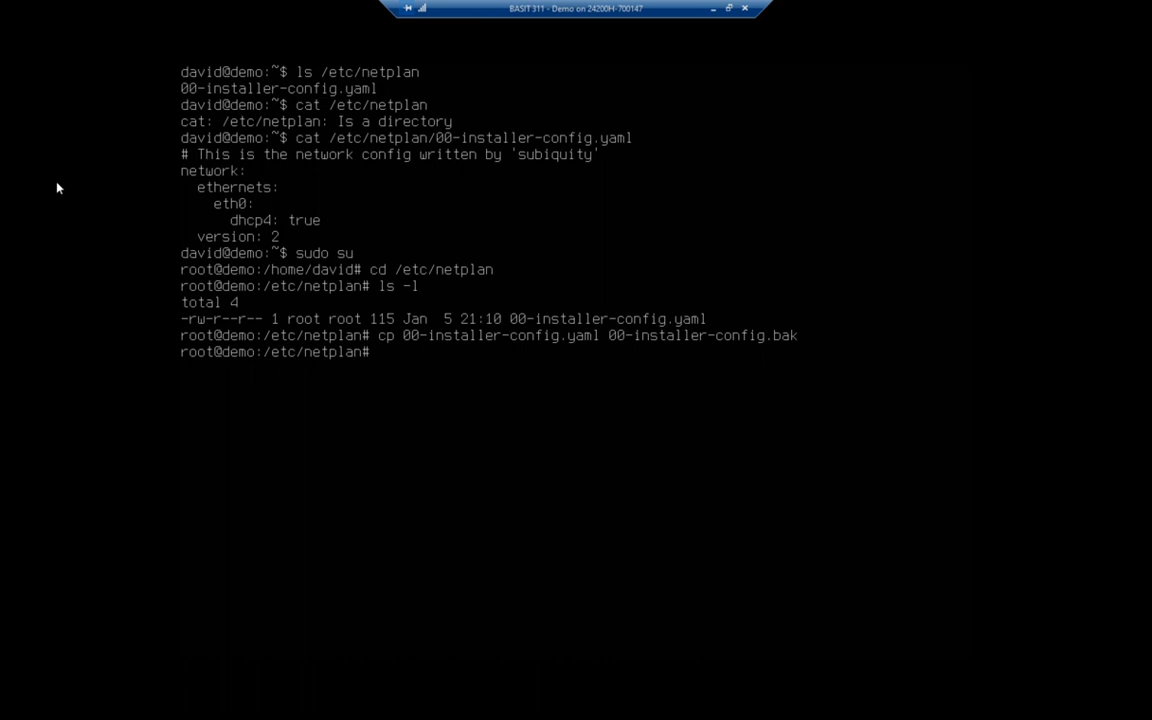 BASIT 311 - Demo on 24200H-700147
david@demo:~$ ls /etc/netplan
00-installer-config.yaml
david@demo:~$ cat /etc/netplan
cat: /etc/netplan: Is a directory
david@demo:~$ cat /etc/netplan/00-installer-config.yaml
# This is the network config written by 'subiquity'
network:
  ethernets:
    eth0:
      dhcp4: true
  version: 2
david@demo:~$ sudo su
root@demo:/home/david# cd /etc/netplan
root@demo:/etc/netplan# ls -l
total 4
-rw-r--r-- 1 root root 115 Jan  5 21:10 00-installer-config.yaml
root@demo:/etc/netplan# cp 00-installer-config.yaml 00-installer-config.bak
root@demo:/etc/netplan#